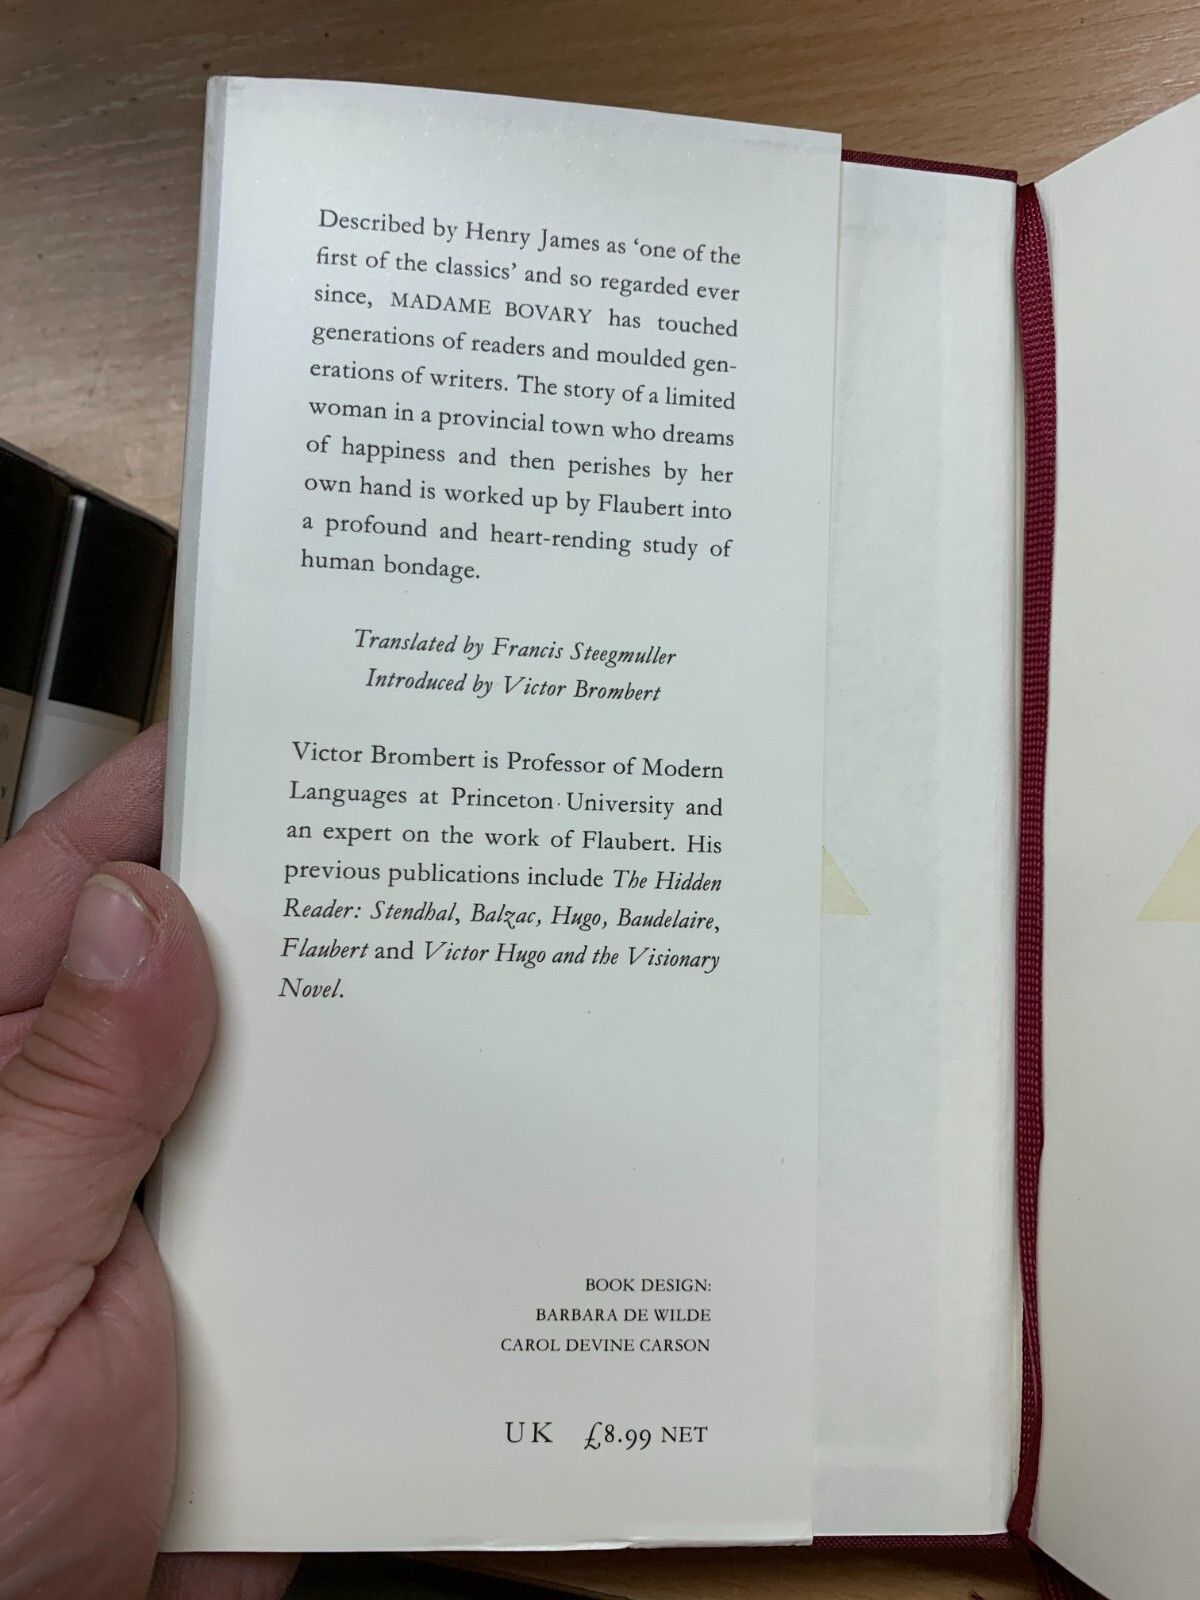 Described by Henry James as ‘one of the
first of the classics’ and so regarded ever
since, MADAME BOVARY has touched
generations of readers and moulded gen-
erations of writers. The story of a limited
woman in a provincial town who dreams
of happiness and then perishes by her
own hand is worked up by Flaubert into
a profound and heart-rending study of
human bondage.
Translated by Francis Steegmuller
Introduced by Victor Brombert
Victor Brombert is Professor of Modern
Languages at Princeton University and
an expert on the work of Flaubert. His
previous publications include The Hidden
Reader: Stendhal, Balzac, Hugo, Baudelaire,
Flaubert and Victor Hugo and the Visionary
Novel.
BOOK DESIGN:
BARBARA DE WILDE
CAROL DEVINE CARSON
UK £8.99 NET